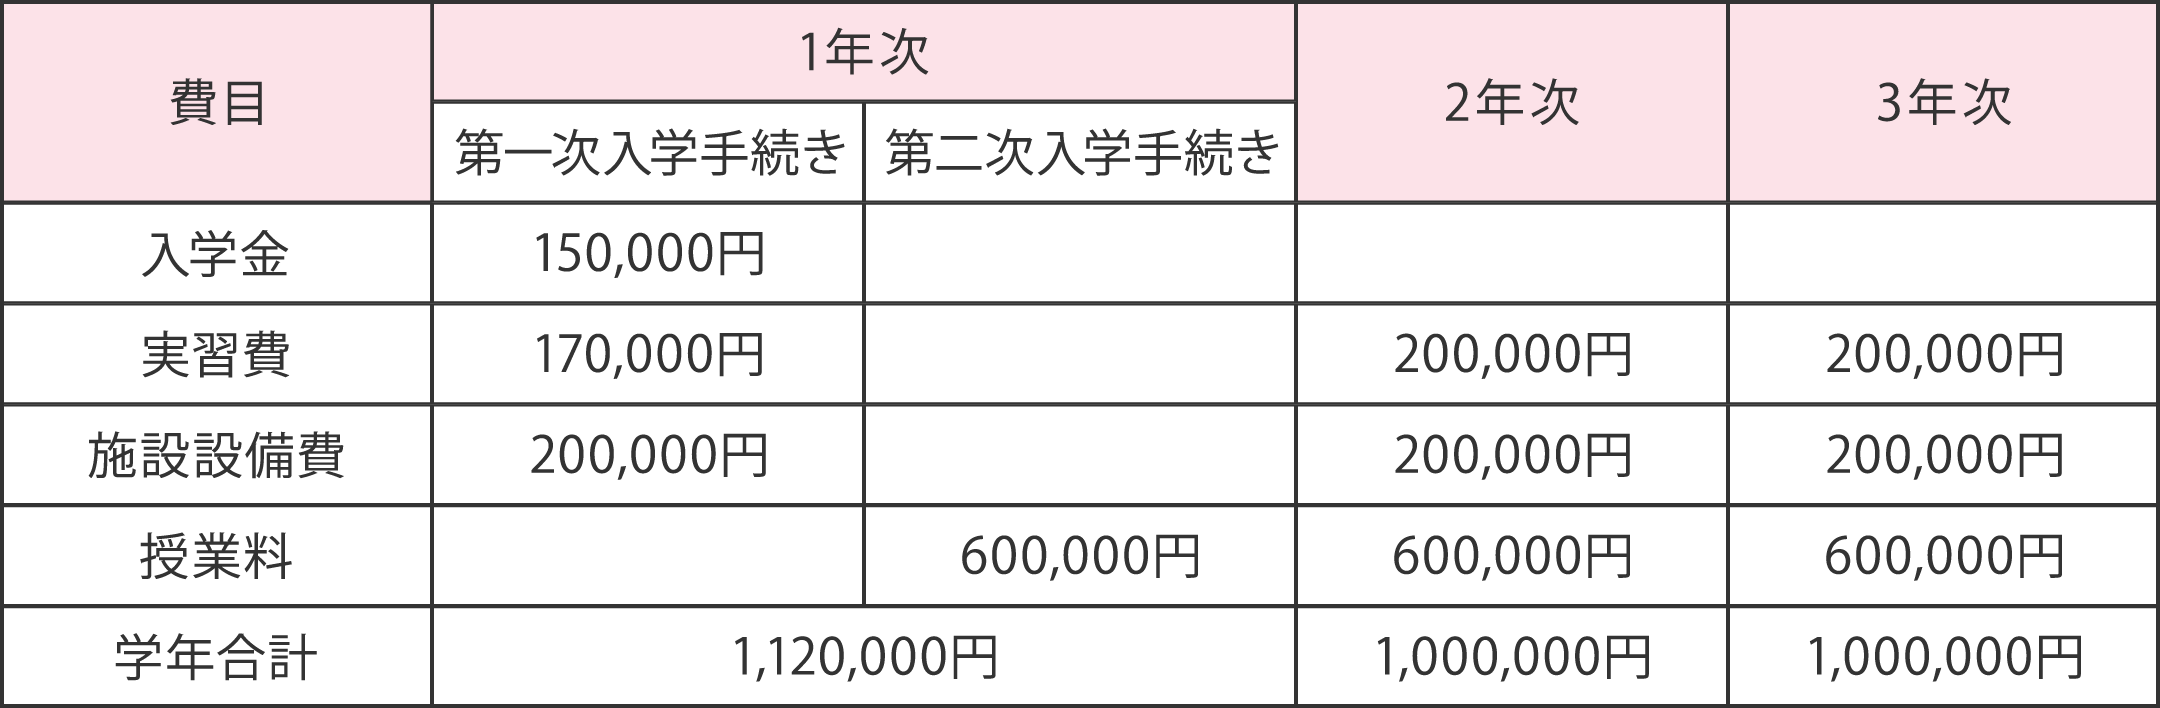 費目 1年次 2年次 3年次
第一次入学手続き 第二次入学手続き
入学金 150,000円
実習費 170,000円 200,000円 200,000円
施設設備費 200,000円 200,000円 200,000円
授業料 600,000円 600,000円 600,000円
学年合計 1,120,000円 1,000,000円 1,000,000円